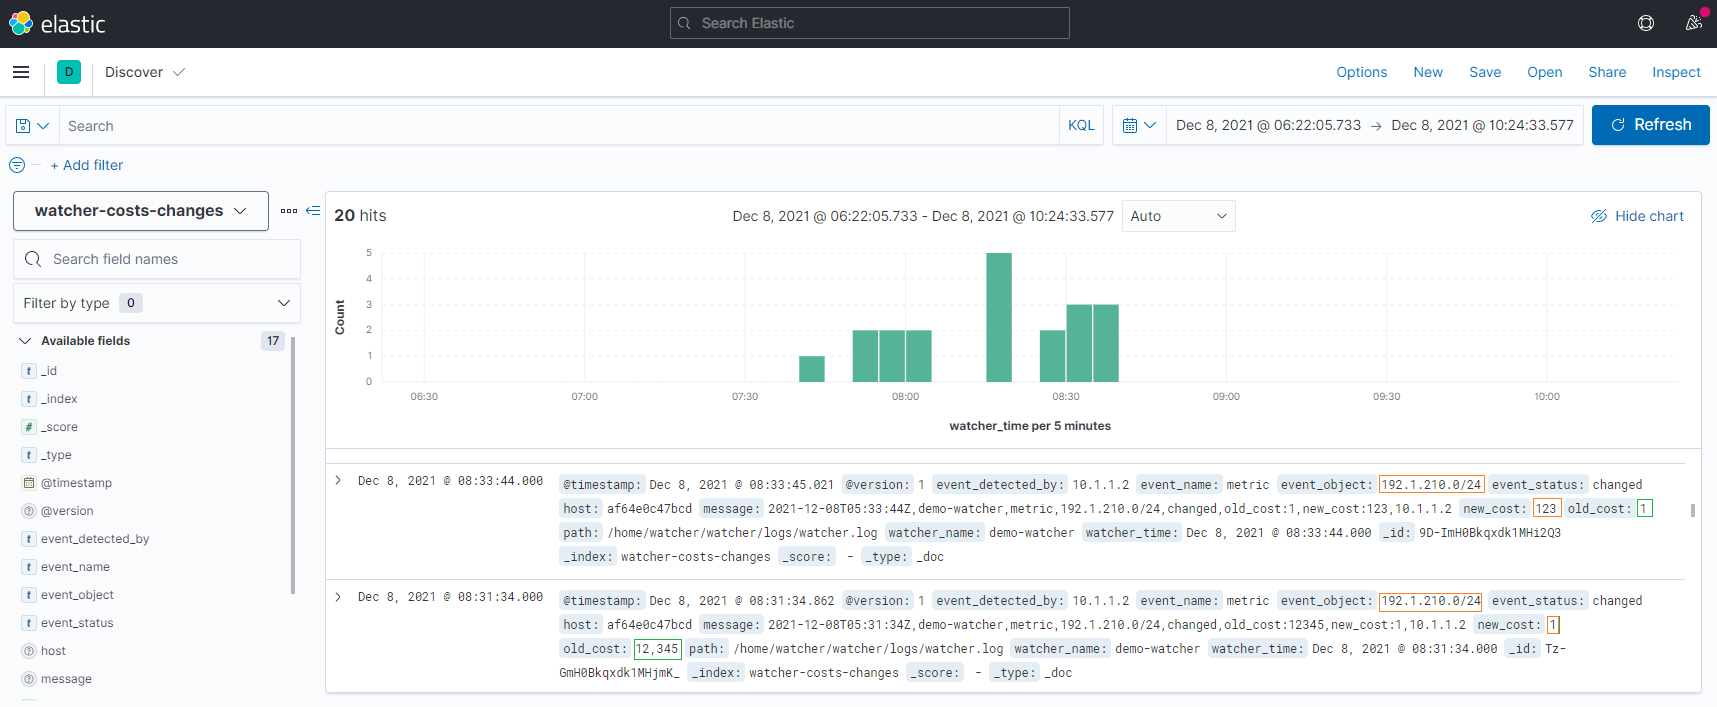 elastic
Search Elastic
D Discover
Options New Save Open Share Inspect
Search
KQL
Dec 8, 2021 @ 06:22:05.733 → Dec 8, 2021 @ 10:24:33.577
Refresh
+ Add filter
watcher-costs-changes
Search field names
Filter by type 0
Available fields 17
t _id
t _index
# _score
t _type
@timestamp
? @version
t event_detected_by
t event_name
t event_object
t event_status
? host
? message
20 hits
Dec 8, 2021 @ 06:22:05.733 - Dec 8, 2021 @ 10:24:33.577
Auto
Hide chart
Count
5
4
3
2
1
0
06:30 07:00 07:30 08:00 08:30 09:00 09:30 10:00
watcher_time per 5 minutes
Dec 8, 2021 @ 08:33:44.000
@timestamp: Dec 8, 2021 @ 08:33:45.021 @version: 1 event_detected_by: 10.1.1.2 event_name: metric event_object: 192.1.210.0/24 event_status: changed
host: af64e0c47bcd message: 2021-12-08T05:33:44Z,demo-watcher,metric,192.1.210.0/24,changed,old_cost:1,new_cost:123,10.1.1.2 new_cost: 123 old_cost: 1
path: /home/watcher/watcher/logs/watcher.log watcher_name: demo-watcher watcher_time: Dec 8, 2021 @ 08:33:44.000 _id: 9D-ImH0Bkqxdk1MHi2Q3
_index: watcher-costs-changes _score: - _type: _doc
Dec 8, 2021 @ 08:31:34.000
@timestamp: Dec 8, 2021 @ 08:31:34.862 @version: 1 event_detected_by: 10.1.1.2 event_name: metric event_object: 192.1.210.0/24 event_status: changed
host: af64e0c47bcd message: 2021-12-08T05:31:34Z,demo-watcher,metric,192.1.210.0/24,changed,old_cost:12345,new_cost:1,10.1.1.2 new_cost: 1
old_cost: 12,345 path: /home/watcher/watcher/logs/watcher.log watcher_name: demo-watcher watcher_time: Dec 8, 2021 @ 08:31:34.000 _id: Tz-
GmH0Bkqxdk1MHjmK_ _index: watcher-costs-changes _score: - _type: _doc